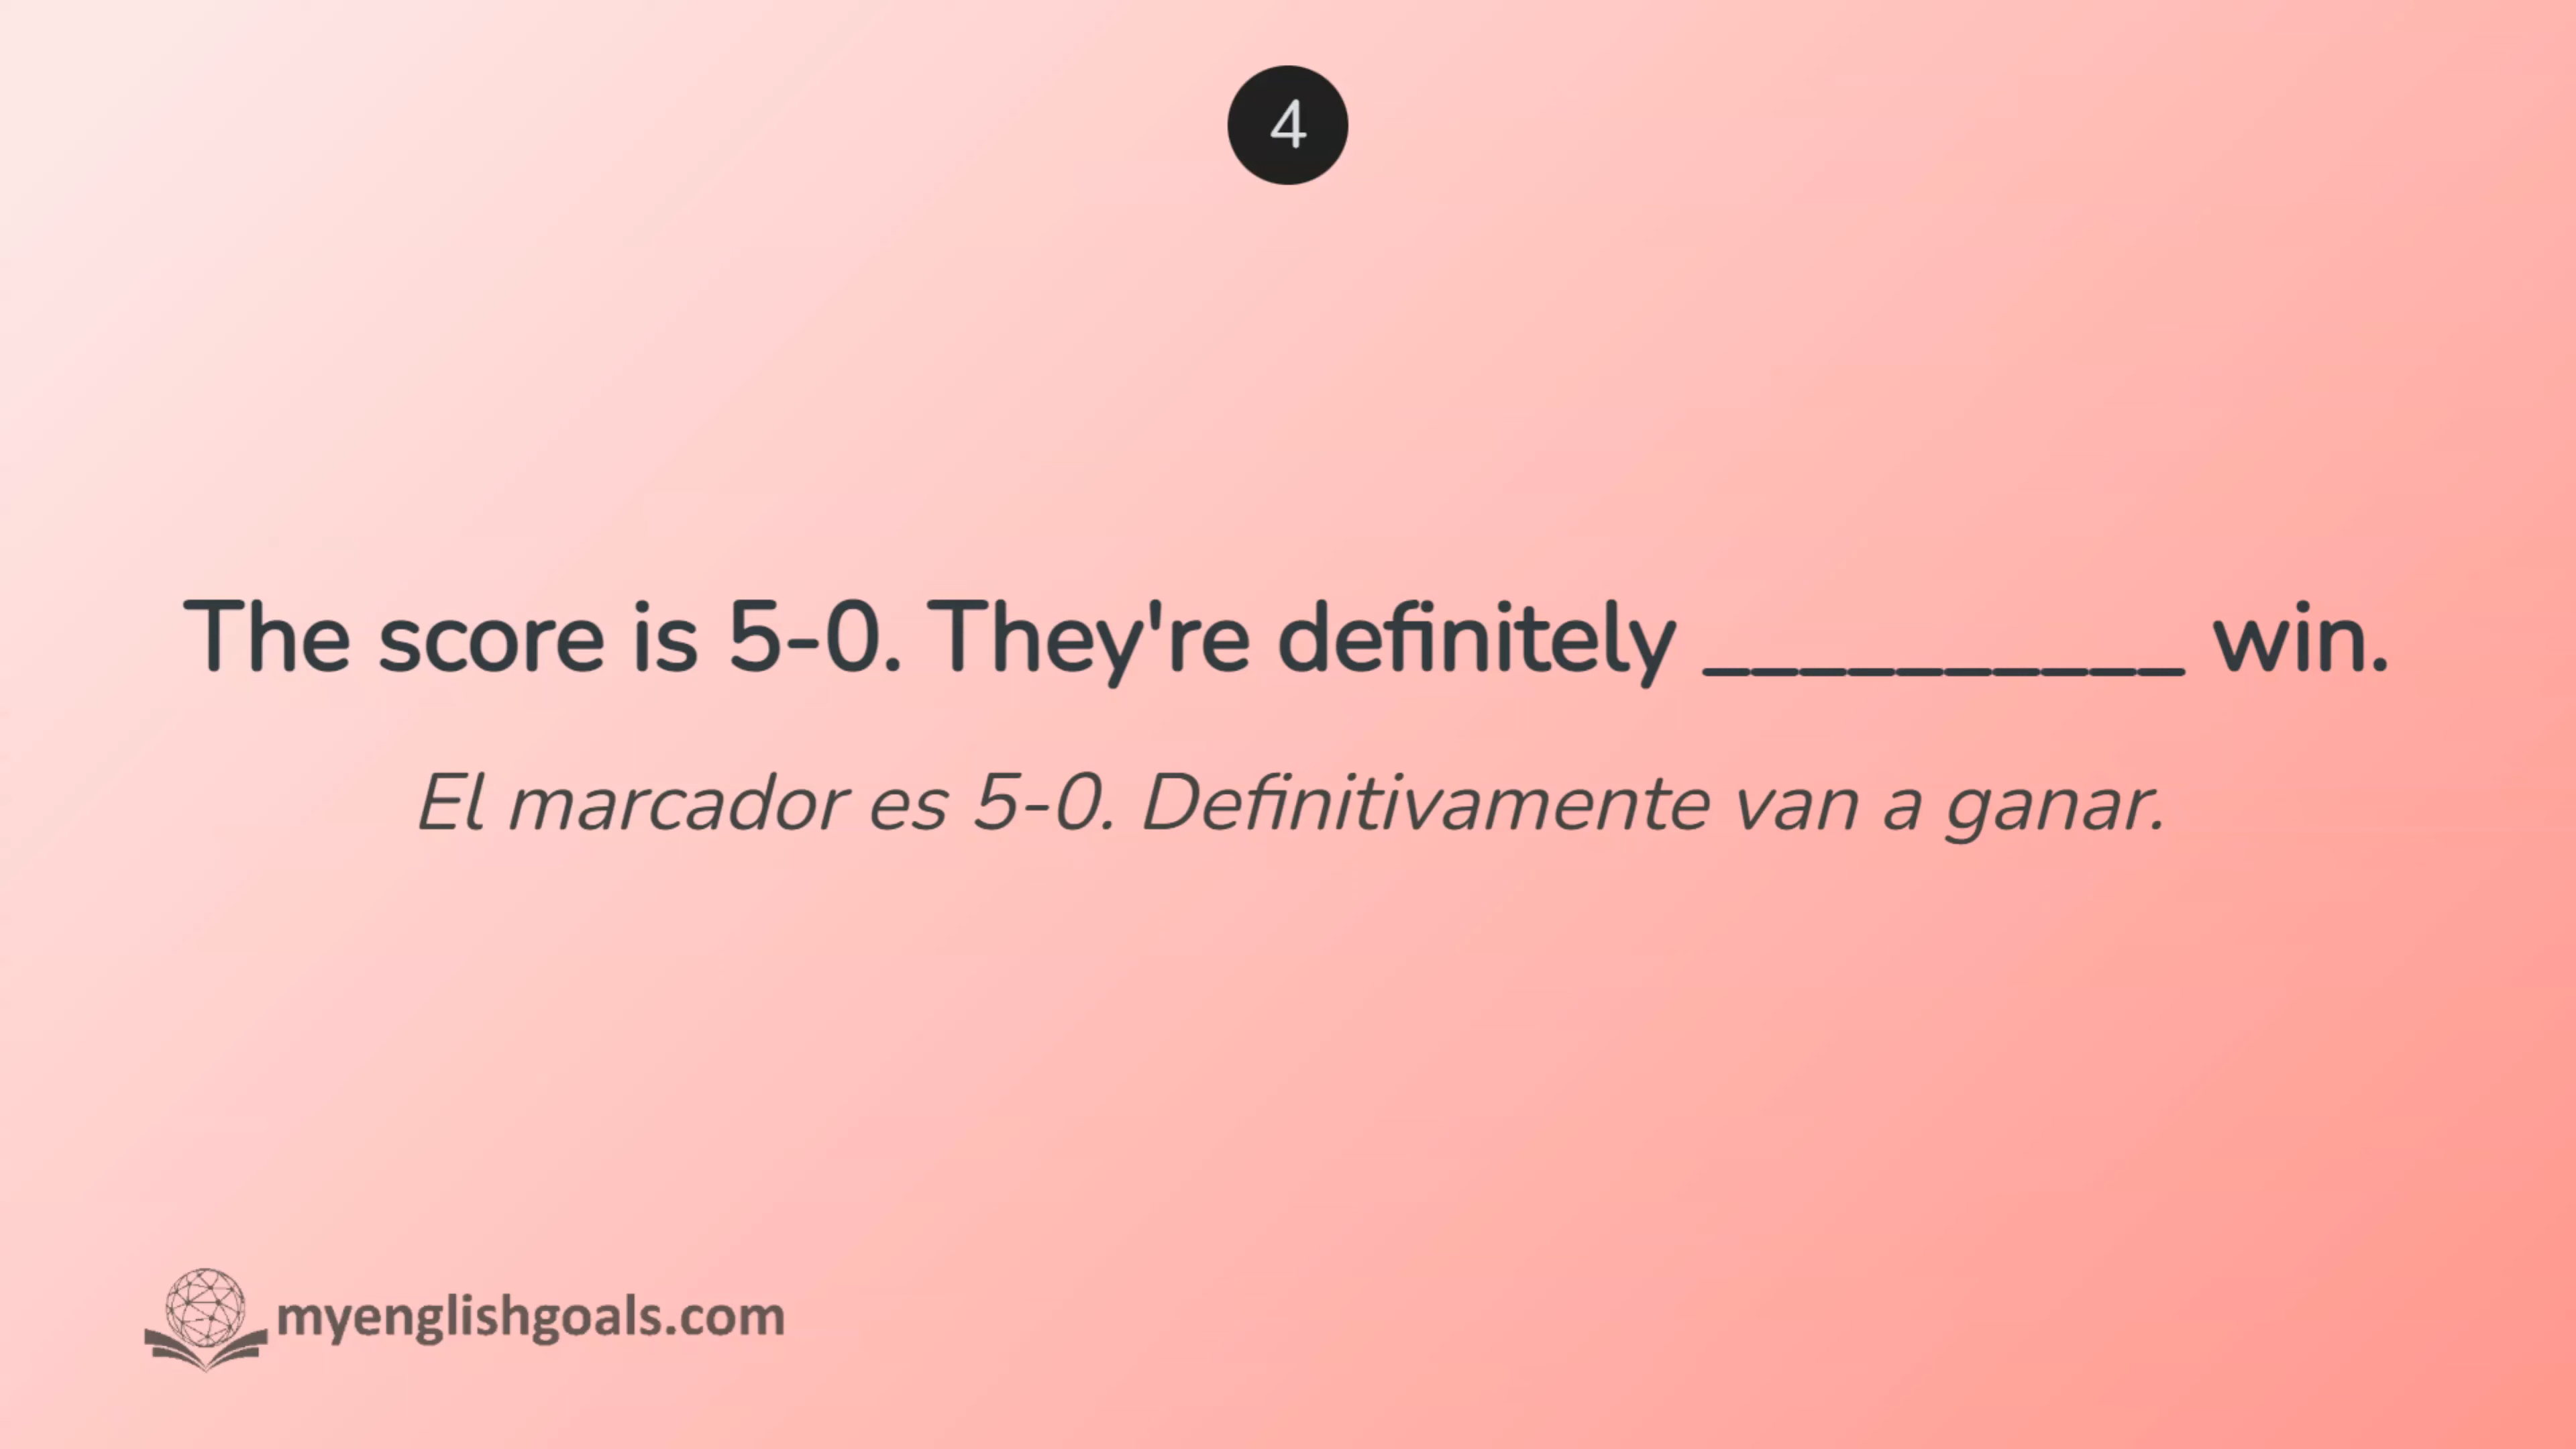 4
The score is 5-0. They're definitely __________ win.
El marcador es 5-0. Definitivamente van a ganar.
myenglishgoals.com